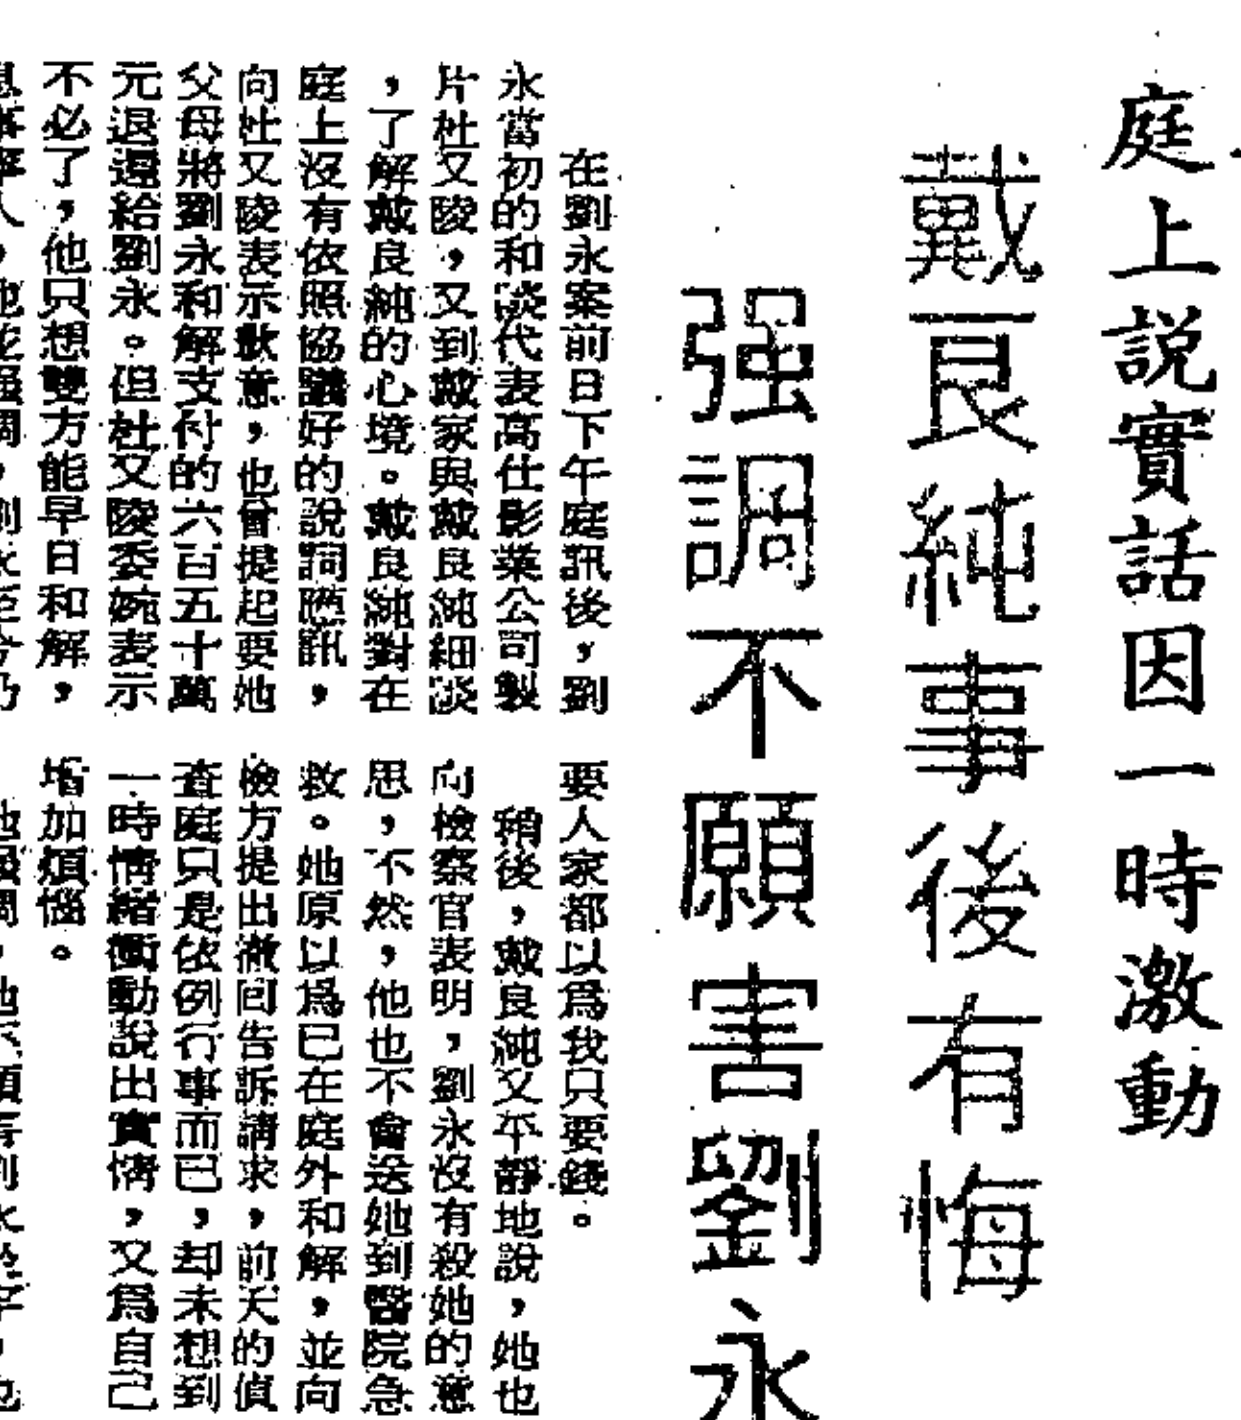 庭上説實話因一時激動
戴良純事後有悔
强調不願害劉永
在劉永案前日下午庭訊後，劉
永當初的和談代表高仕影業公司製
片杜又陵，又到戴家與戴良純細談
，了解戴良純的心境。戴良純對在
庭上沒有依照協議好的說詞應訊，
向杜又陵表示歉意，也曾提起要她
父母將劉永和解支付的六百五十萬
元退還給劉永。但杜又陵委婉表示
不必了，他只想雙方能早日和解，
要人家都以爲我只要錢。
稍後，戴良純又平靜地說，她也
向檢察官表明，劉永沒有殺她的意
思，不然，他也不會送她到醫院急
救。她原以爲已在庭外和解，並向
檢方提出撤回告訴請求，前天的偵
查庭只是依例行事而已，却未想到
一時情緒衝動說出實情，又爲自己
增加煩惱。